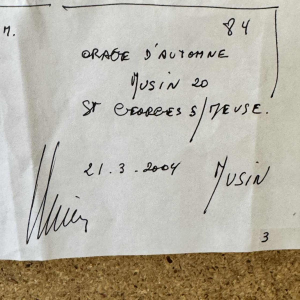 M.
84
ORAGE D'AUTOMNE
MUSIN 20
ST GEORGES S/MEUSE.
21.3-2004 MUSIN
3